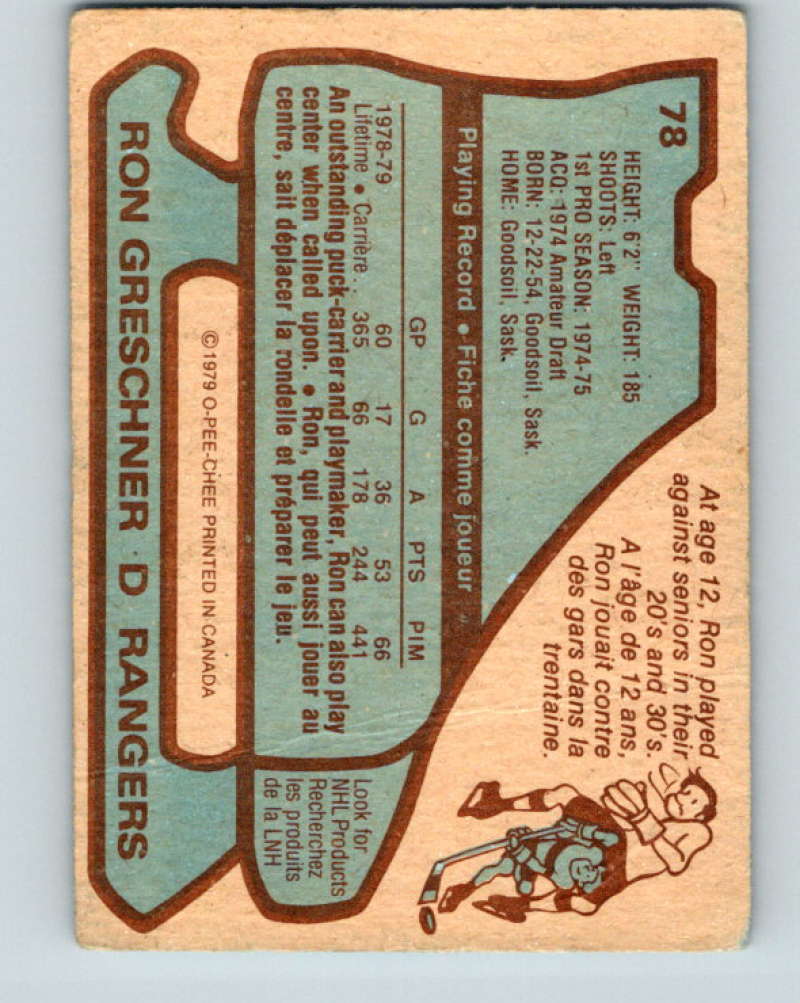 78
HEIGHT: 6'2" WEIGHT: 185
SHOOTS: Left
1st PRO SEASON: 1974-75
ACQ: 1974 Amateur Draft
BORN: 12-22-54, Goodsoil, Sask.
HOME: Goodsoil, Sask.
At age 12, Ron played
against seniors in their
20's and 30's.
A l'âge de 12 ans,
Ron jouait contre
des gars dans la
trentaine.
Playing Record • Fiche comme joueur
GP G A PTS PIM
1978-79 60 17 36 53 66
Lifetime • Carrière .. 365 66 178 244 441
An outstanding puck-carrier and playmaker, Ron can also play
center when called upon. • Ron, qui peut aussi jouer au
centre, sait déplacer la rondelle et préparer le jeu.
Look for
NHL Products
Recherchez
les produits
de la LNH
© 1979 O-PEE-CHEE PRINTED IN CANADA
RON GRESCHNER · D RANGERS